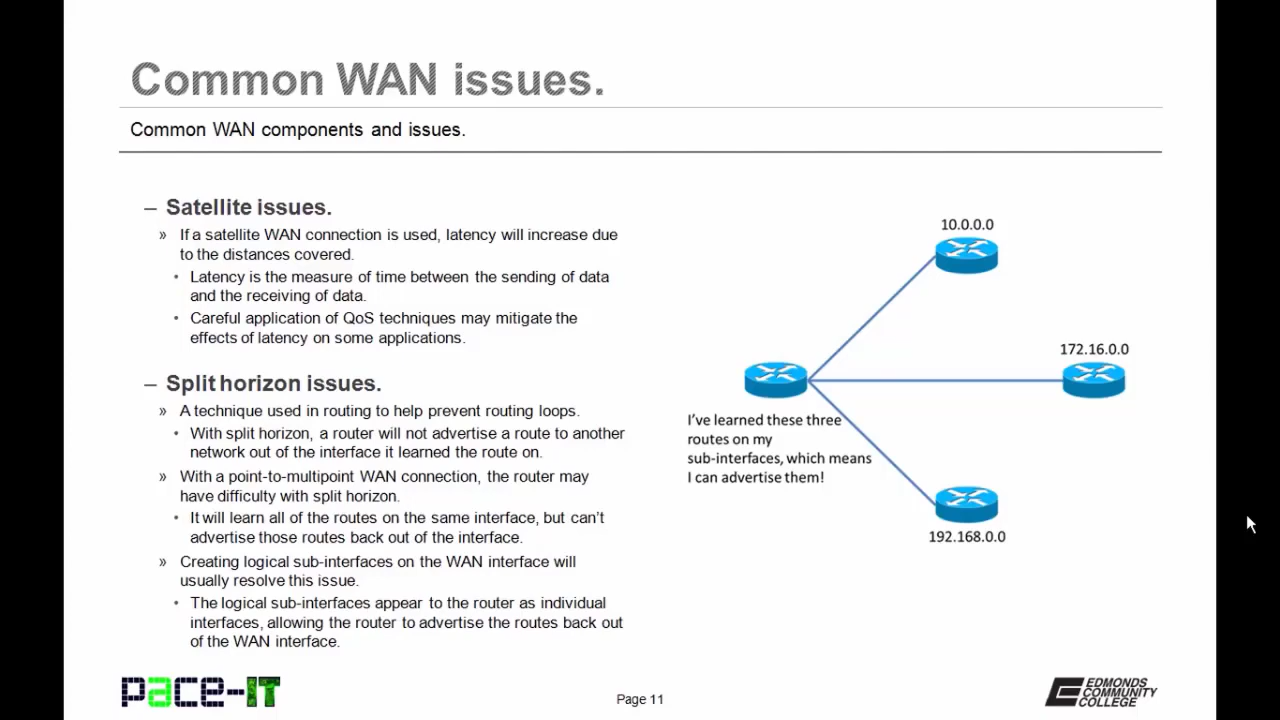 Common WAN issues.
Common WAN components and issues.
– Satellite issues.
» If a satellite WAN connection is used, latency will increase due
to the distances covered.
• Latency is the measure of time between the sending of data
and the receiving of data.
• Careful application of QoS techniques may mitigate the
effects of latency on some applications.
– Split horizon issues.
» A technique used in routing to help prevent routing loops.
• With split horizon, a router will not advertise a route to another
network out of the interface it learned the route on.
» With a point-to-multipoint WAN connection, the router may
have difficulty with split horizon.
• It will learn all of the routes on the same interface, but can't
advertise those routes back out of the interface.
» Creating logical sub-interfaces on the WAN interface will
usually resolve this issue.
• The logical sub-interfaces appear to the router as individual
interfaces, allowing the router to advertise the routes back out
of the WAN interface.
10.0.0.0
172.16.0.0
I've learned these three
routes on my
sub-interfaces, which means
I can advertise them!
192.168.0.0
pace-IT
Page 11
EDMONDS
COMMUNITY
COLLEGE